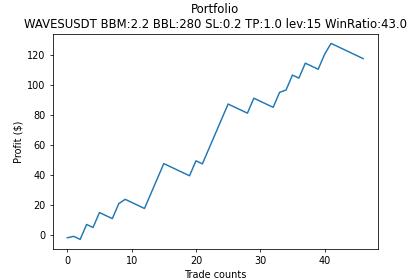 Portfolio
WAVESUSDT BBM:2.2 BBL:280 SL:0.2 TP:1.0 lev:15 WinRatio:43.0
120
100
80
60
40
20
0
Profit ($)
0 10 20 30 40
Trade counts